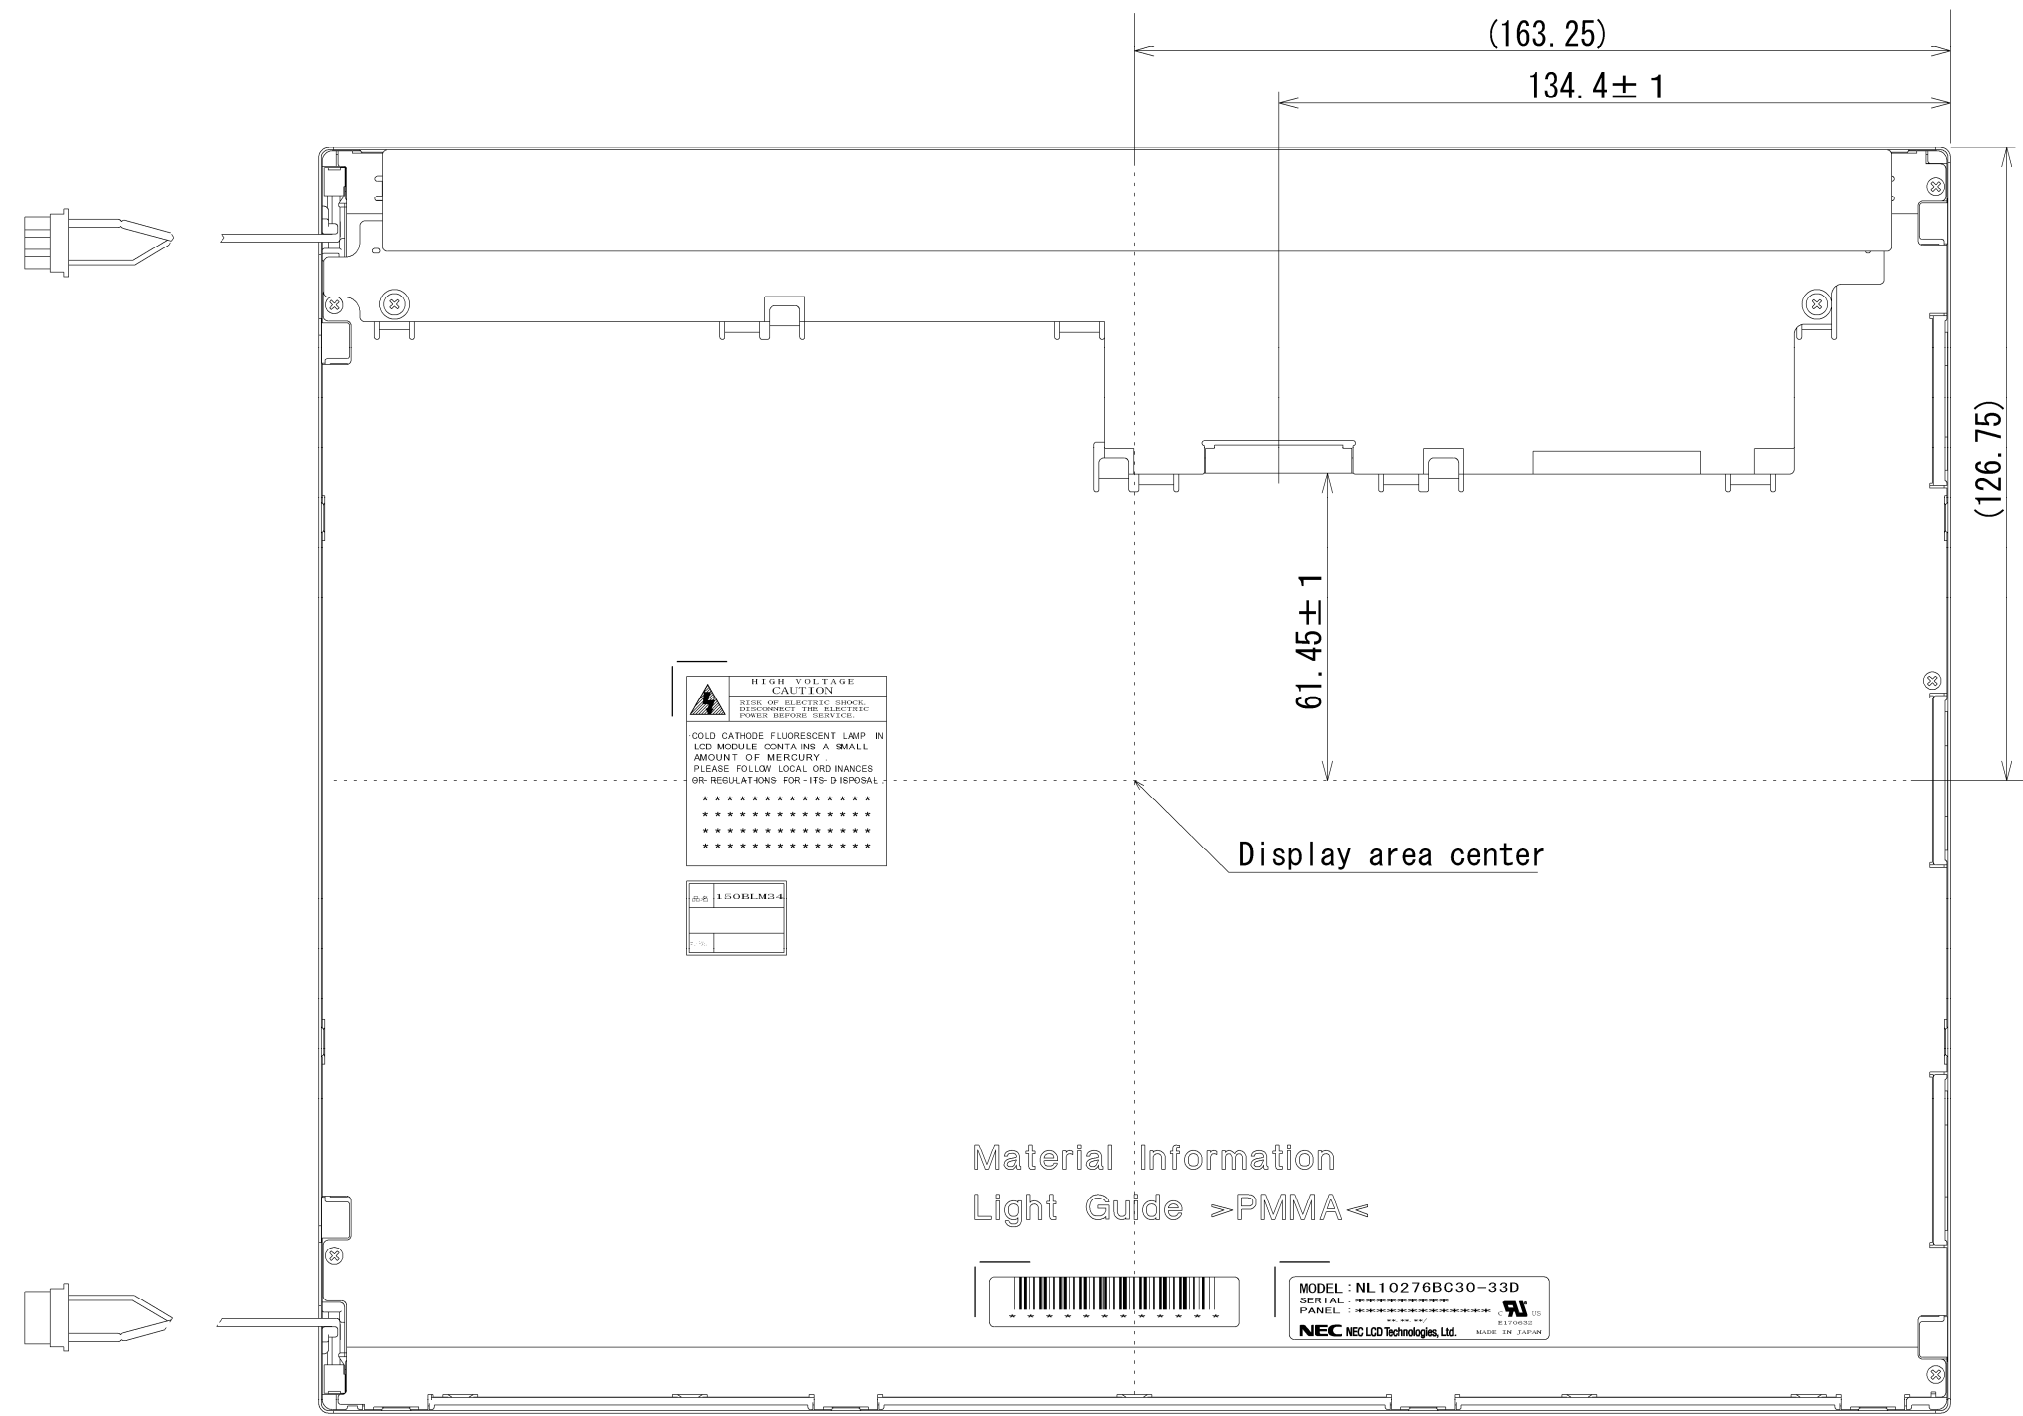 (163.25)
134.4± 1
(126.75)
61.45± 1
HIGH VOLTAGE
CAUTION
RISK OF ELECTRIC SHOCK.
DISCONNECT THE ELECTRIC
POWER BEFORE SERVICE.
COLD CATHODE FLUORESCENT LAMP IN
LCD MODULE CONTAINS A SMALL
AMOUNT OF MERCURY.
PLEASE FOLLOW LOCAL ORDINANCES
OR REGULATIONS FOR ITS DISPOSAL.
* * * * * * * * * * * * * *
* * * * * * * * * * * * * *
* * * * * * * * * * * * * *
* * * * * * * * * * * * * *
Display area center
品名 150BLM34
Material Information
Light Guide >PMMA<
* * * * * * * * * * *
MODEL : NL10276BC30-33D
SERIAL : ***********
PANEL : **************
**. **. **/
C US
E170632
NEC NEC LCD Technologies, Ltd. MADE IN JAPAN